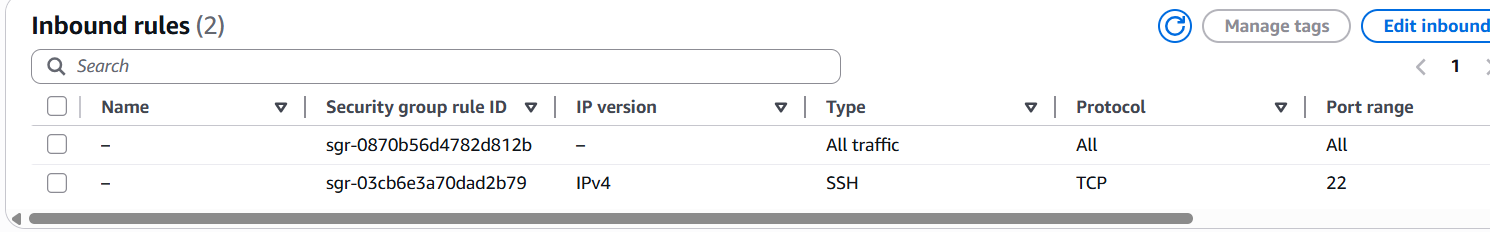 Inbound rules (2)
Manage tags
Edit inbound
Search
1
Name Security group rule ID IP version Type Protocol Port range
– sgr-0870b56d4782d812b – All traffic All All
– sgr-03cb6e3a70dad2b79 IPv4 SSH TCP 22